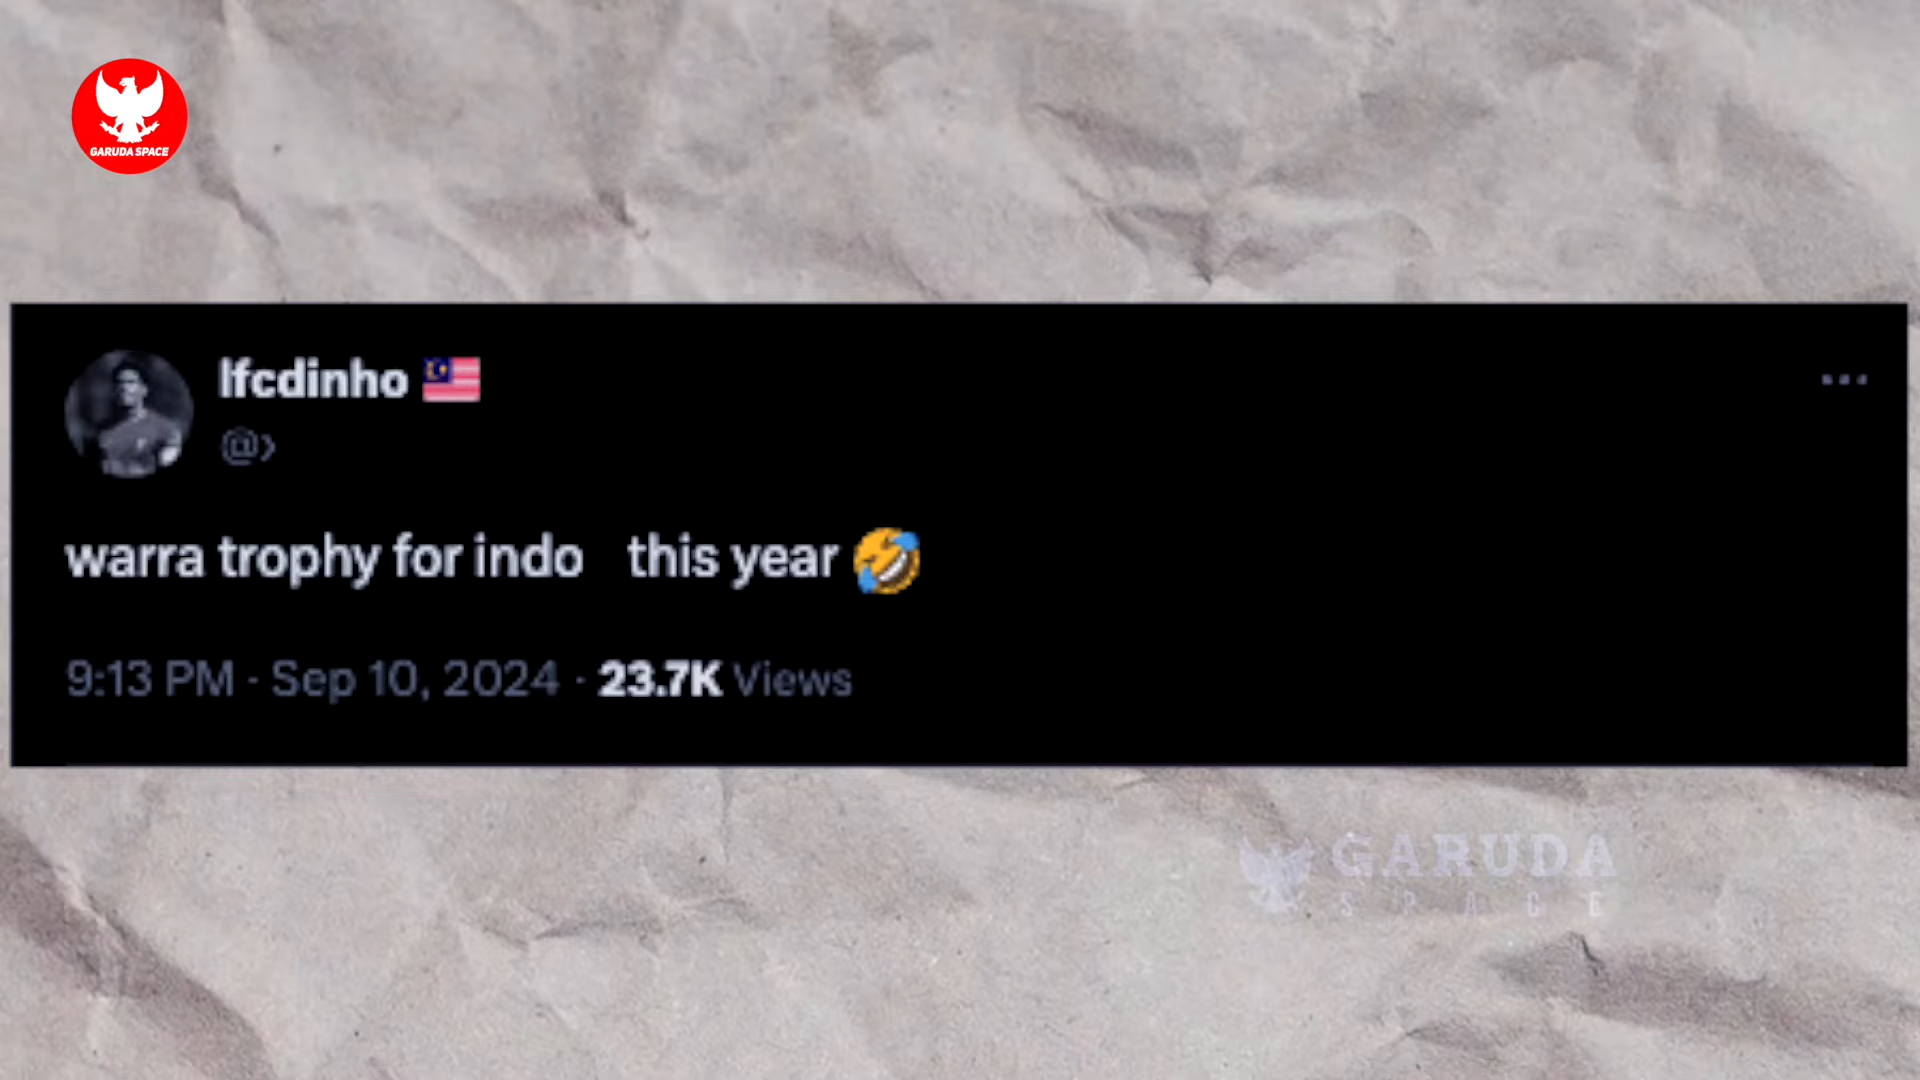 GARUDA SPACE
lfcdinho 🇲🇾
@
warra trophy for indo this year 🤣
9:13 PM · Sep 10, 2024 · 23.7K Views
GARUDA
SPACE